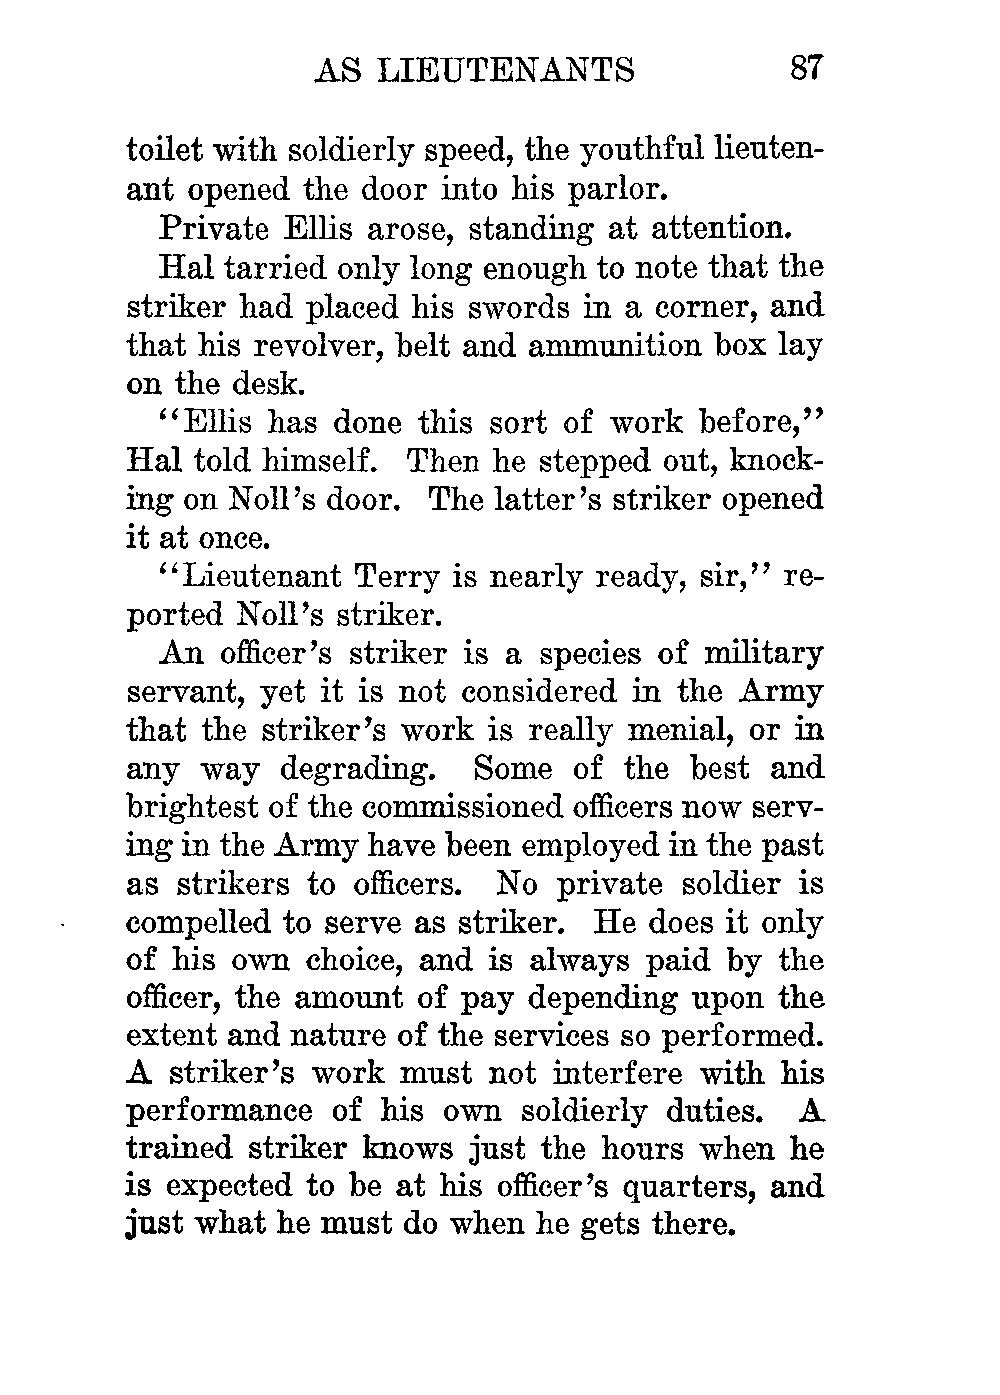 AS LIEUTENANTS 87
toilet with soldierly speed, the youthful lieuten-
ant opened the door into his parlor.
Private Ellis arose, standing at attention.
Hal tarried only long enough to note that the
striker had placed his swords in a corner, and
that his revolver, belt and ammunition box lay
on the desk.
“Ellis has done this sort of work before,”
Hal told himself. Then he stepped out, knock-
ing on Noll’s door. The latter’s striker opened
it at once.
“Lieutenant Terry is nearly ready, sir,” re-
ported Noll’s striker.
An officer’s striker is a species of military
servant, yet it is not considered in the Army
that the striker’s work is really menial, or in
any way degrading. Some of the best and
brightest of the commissioned officers now serv-
ing in the Army have been employed in the past
as strikers to officers. No private soldier is
compelled to serve as striker. He does it only
of his own choice, and is always paid by the
officer, the amount of pay depending upon the
extent and nature of the services so performed.
A striker’s work must not interfere with his
performance of his own soldierly duties. A
trained striker knows just the hours when he
is expected to be at his officer’s quarters, and
just what he must do when he gets there.